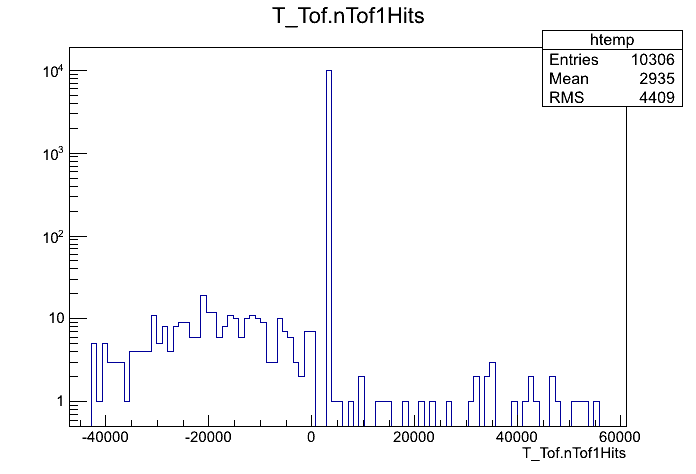 T_Tof.nTof1Hits
htemp
Entries 10306
Mean 2935
RMS 4409
10^4
10^3
10^2
10
1
-40000 -20000 0 20000 40000 60000
T_Tof.nTof1Hits